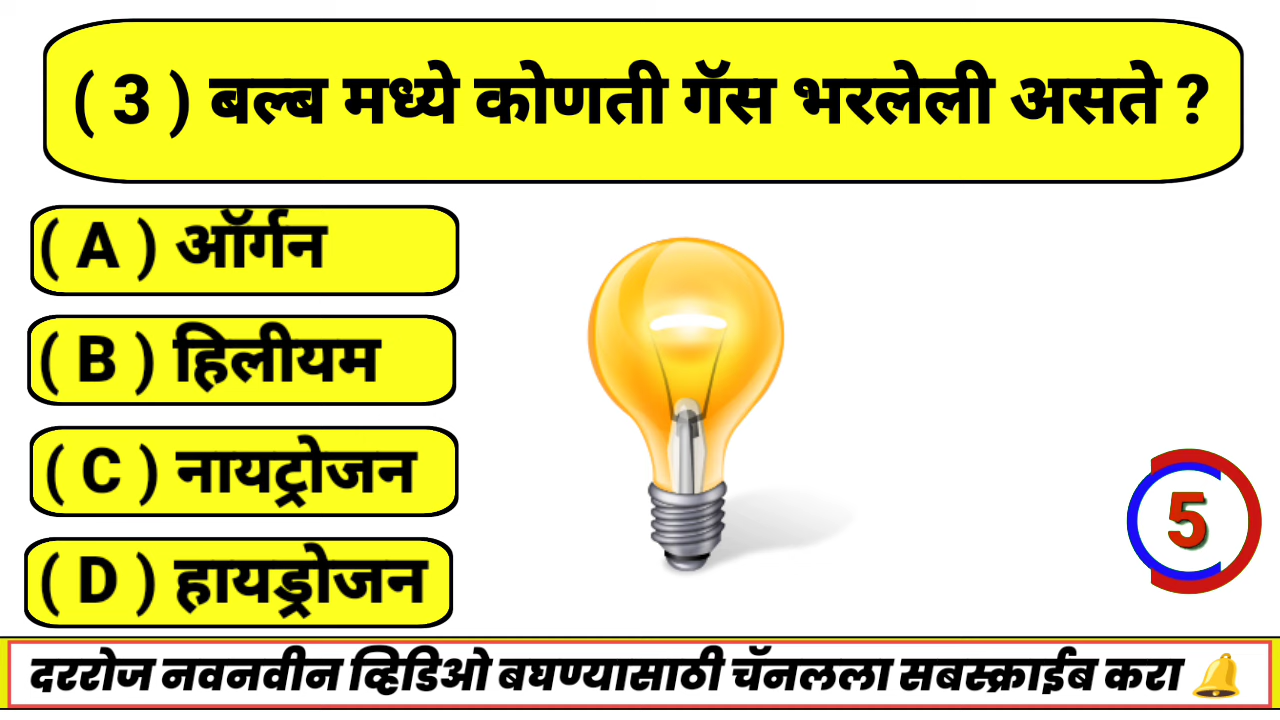 ( 3 ) बल्ब मध्ये कोणती गॅस भरलेली असते ?
( A ) ऑर्गन
( B ) हिलीयम
( C ) नायट्रोजन
( D ) हायड्रोजन
5
दररोज नवनवीन व्हिडिओ बघण्यासाठी चॅनलला सबस्क्राईब करा 🔔